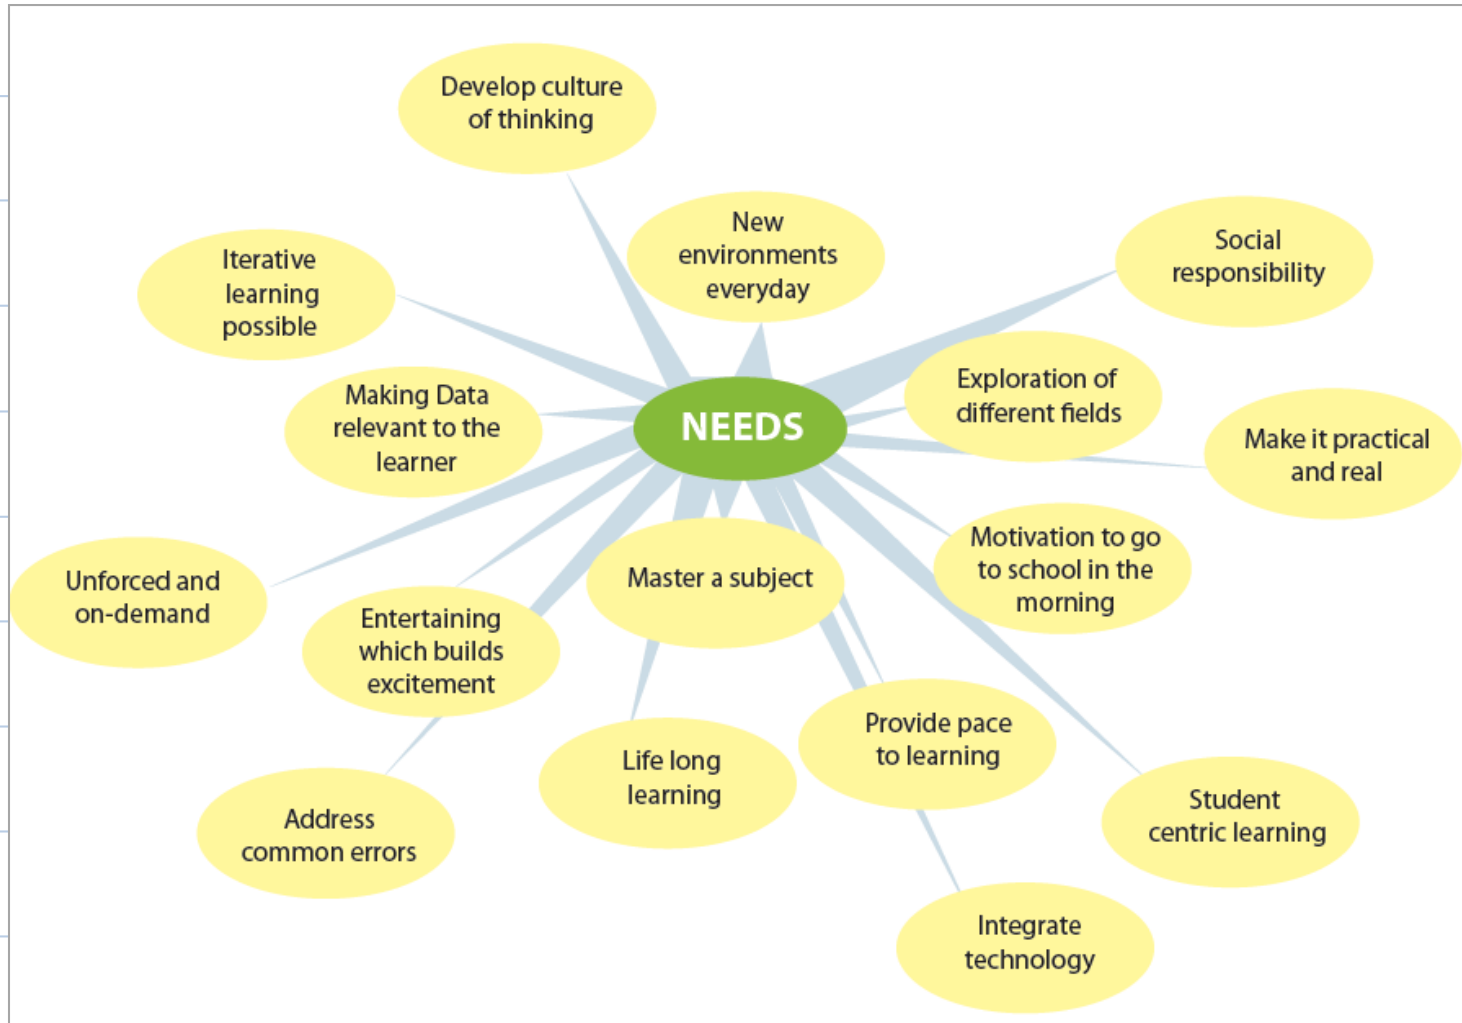 Develop culture
of thinking
New
environments
everyday
Social
responsibility
Iterative
learning
possible
Exploration of
different fields
Making Data
relevant to the
learner
NEEDS
Make it practical
and real
Motivation to go
to school in the
morning
Unforced and
on-demand
Master a subject
Entertaining
which builds
excitement
Provide pace
to learning
Life long
learning
Student
centric learning
Address
common errors
Integrate
technology